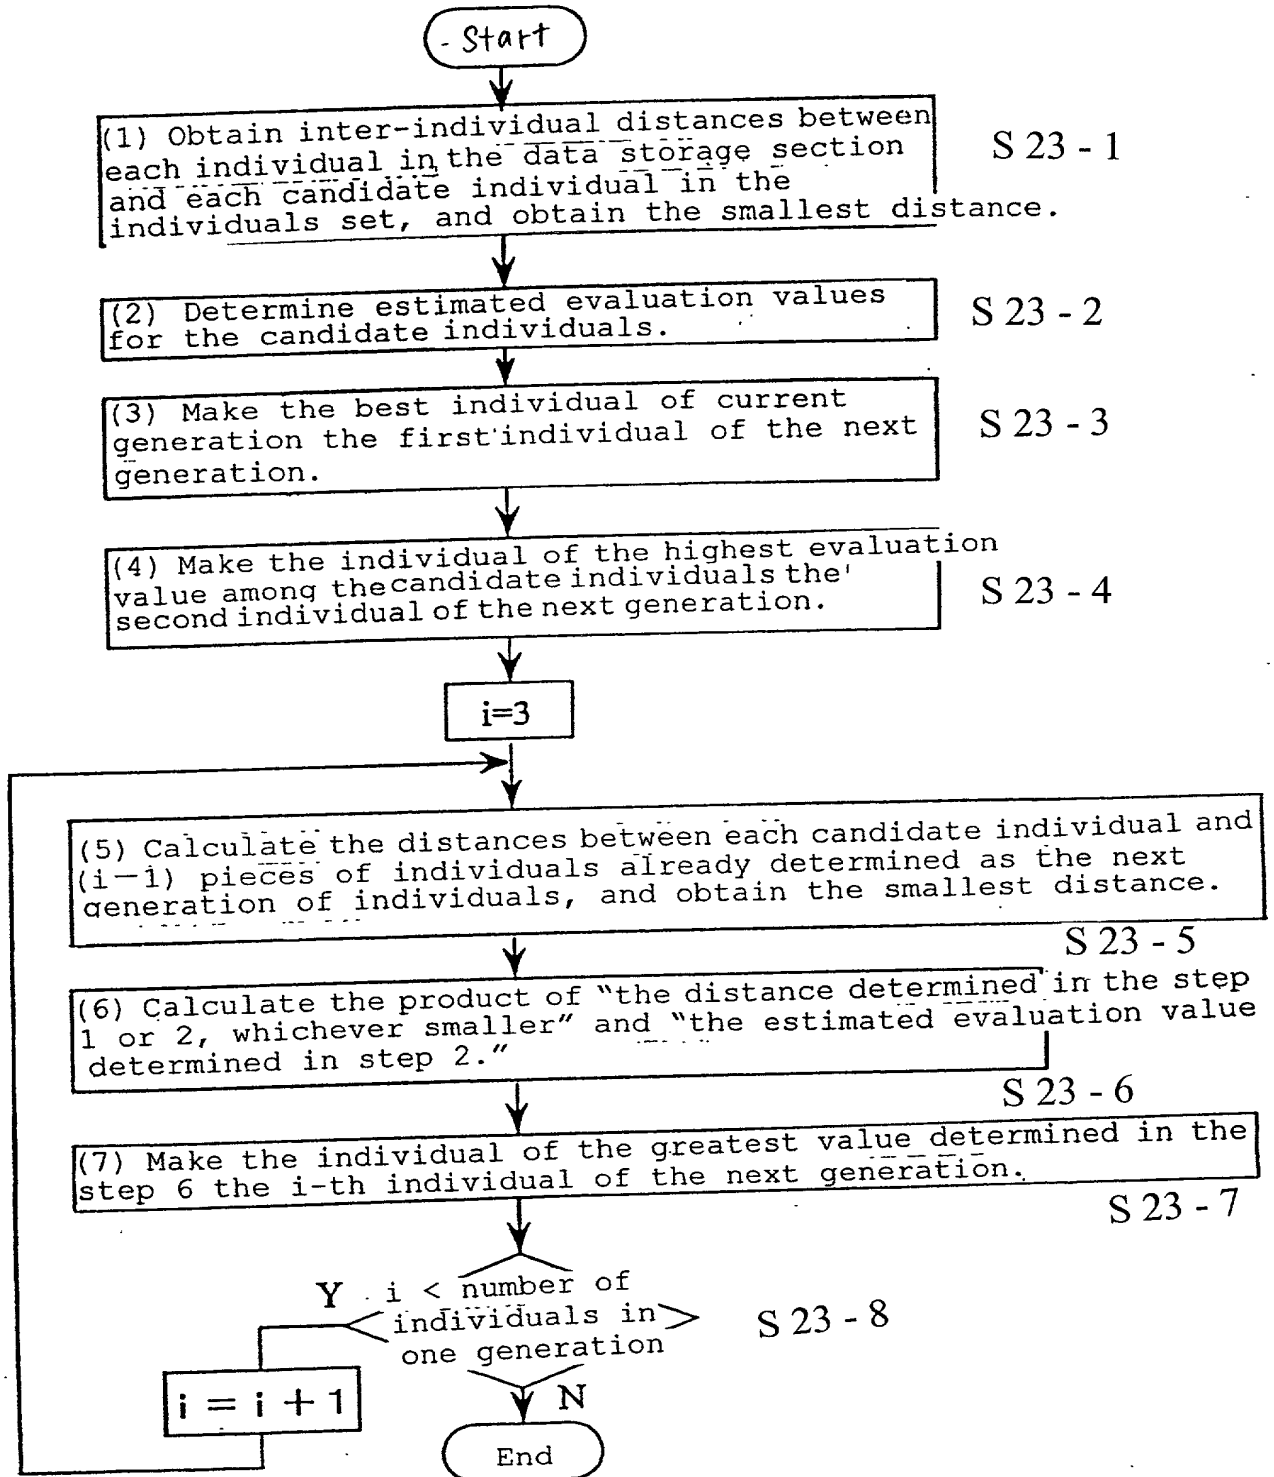 Start
(1) Obtain inter-individual distances between
each individual in the data storage section
and each candidate individual in the
individuals set, and obtain the smallest distance.
S 23 - 1
(2) Determine estimated evaluation values
for the candidate individuals.
S 23 - 2
(3) Make the best individual of current
generation the first individual of the next
generation.
S 23 - 3
(4) Make the individual of the highest evaluation
value among the candidate individuals the
second individual of the next generation.
S 23 - 4
i=3
(5) Calculate the distances between each candidate individual and
(i-1) pieces of individuals already determined as the next
generation of individuals, and obtain the smallest distance.
S 23 - 5
(6) Calculate the product of "the distance determined in the step
1 or 2, whichever smaller" and "the estimated evaluation value
determined in step 2."
S 23 - 6
(7) Make the individual of the greatest value determined in the
step 6 the i-th individual of the next generation.
S 23 - 7
Y
i < number of
individuals in
one generation
S 23 - 8
i = i + 1
N
End